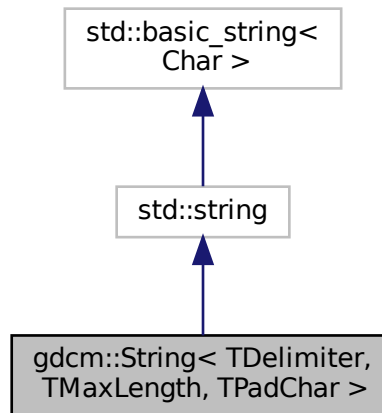 std::basic_string<
Char >
std::string
gdcm::String< TDelimiter,
TMaxLength, TPadChar >